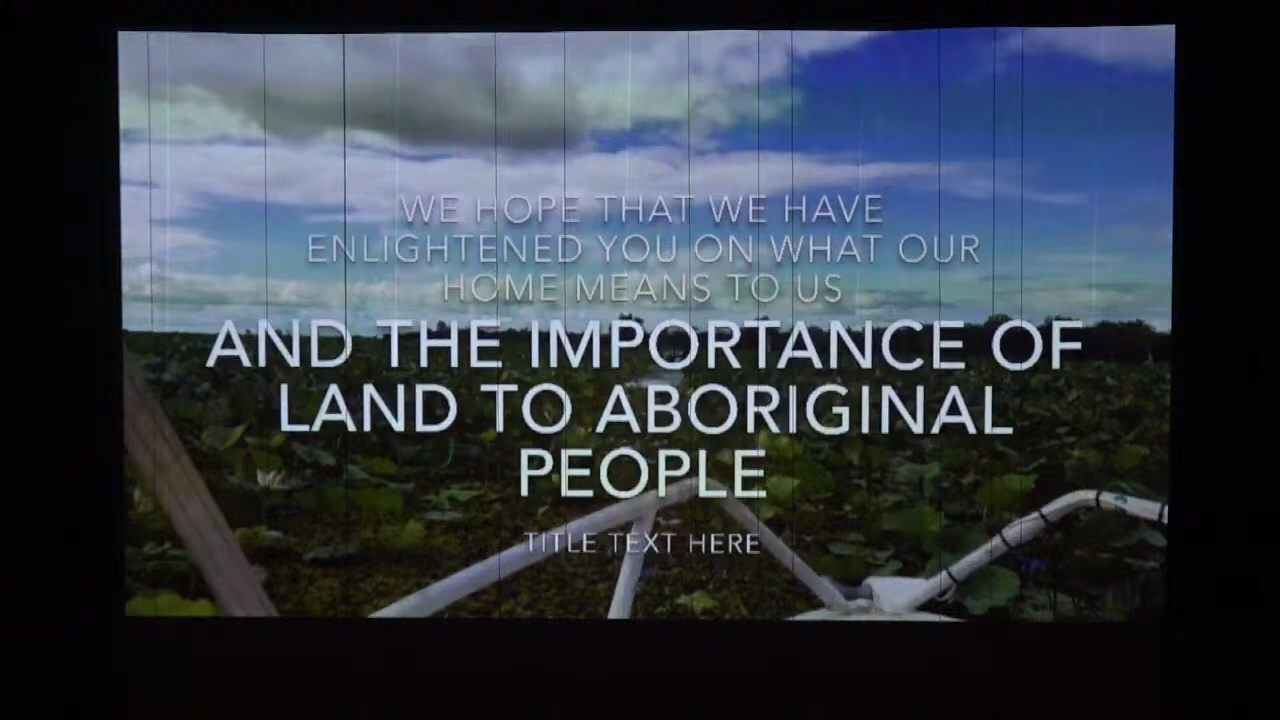 WE HOPE THAT WE HAVE
ENLIGHTENED YOU ON WHAT OUR
HOME MEANS TO US
AND THE IMPORTANCE OF
LAND TO ABORIGINAL
PEOPLE
TITLE TEXT HERE